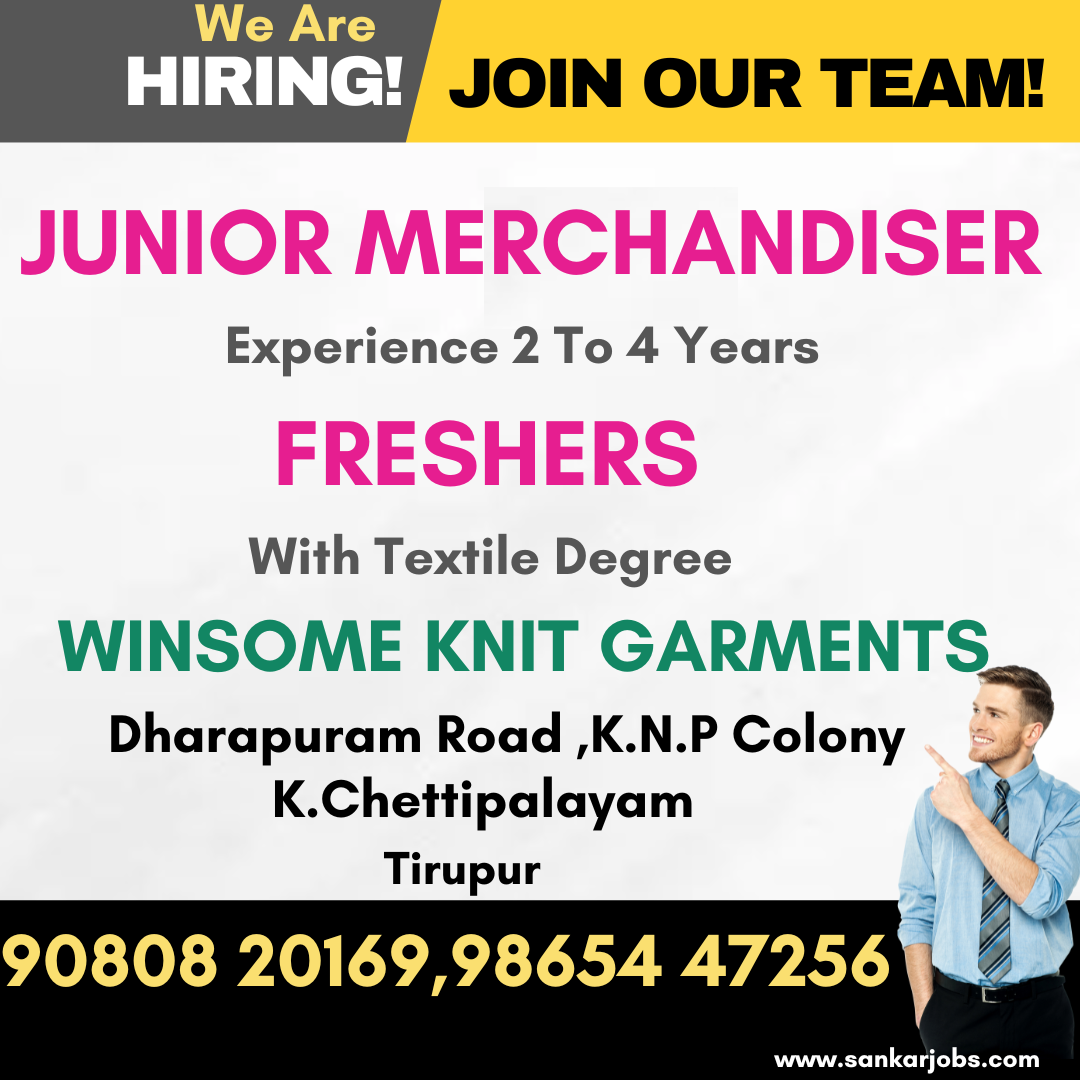 We Are
HIRING!
JOIN OUR TEAM!
JUNIOR MERCHANDISER
Experience 2 To 4 Years
FRESHERS
With Textile Degree
WINSOME KNIT GARMENTS
Dharapuram Road ,K.N.P Colony
K.Chettipalayam
Tirupur
90808 20169,98654 47256
www.sankarjobs.com